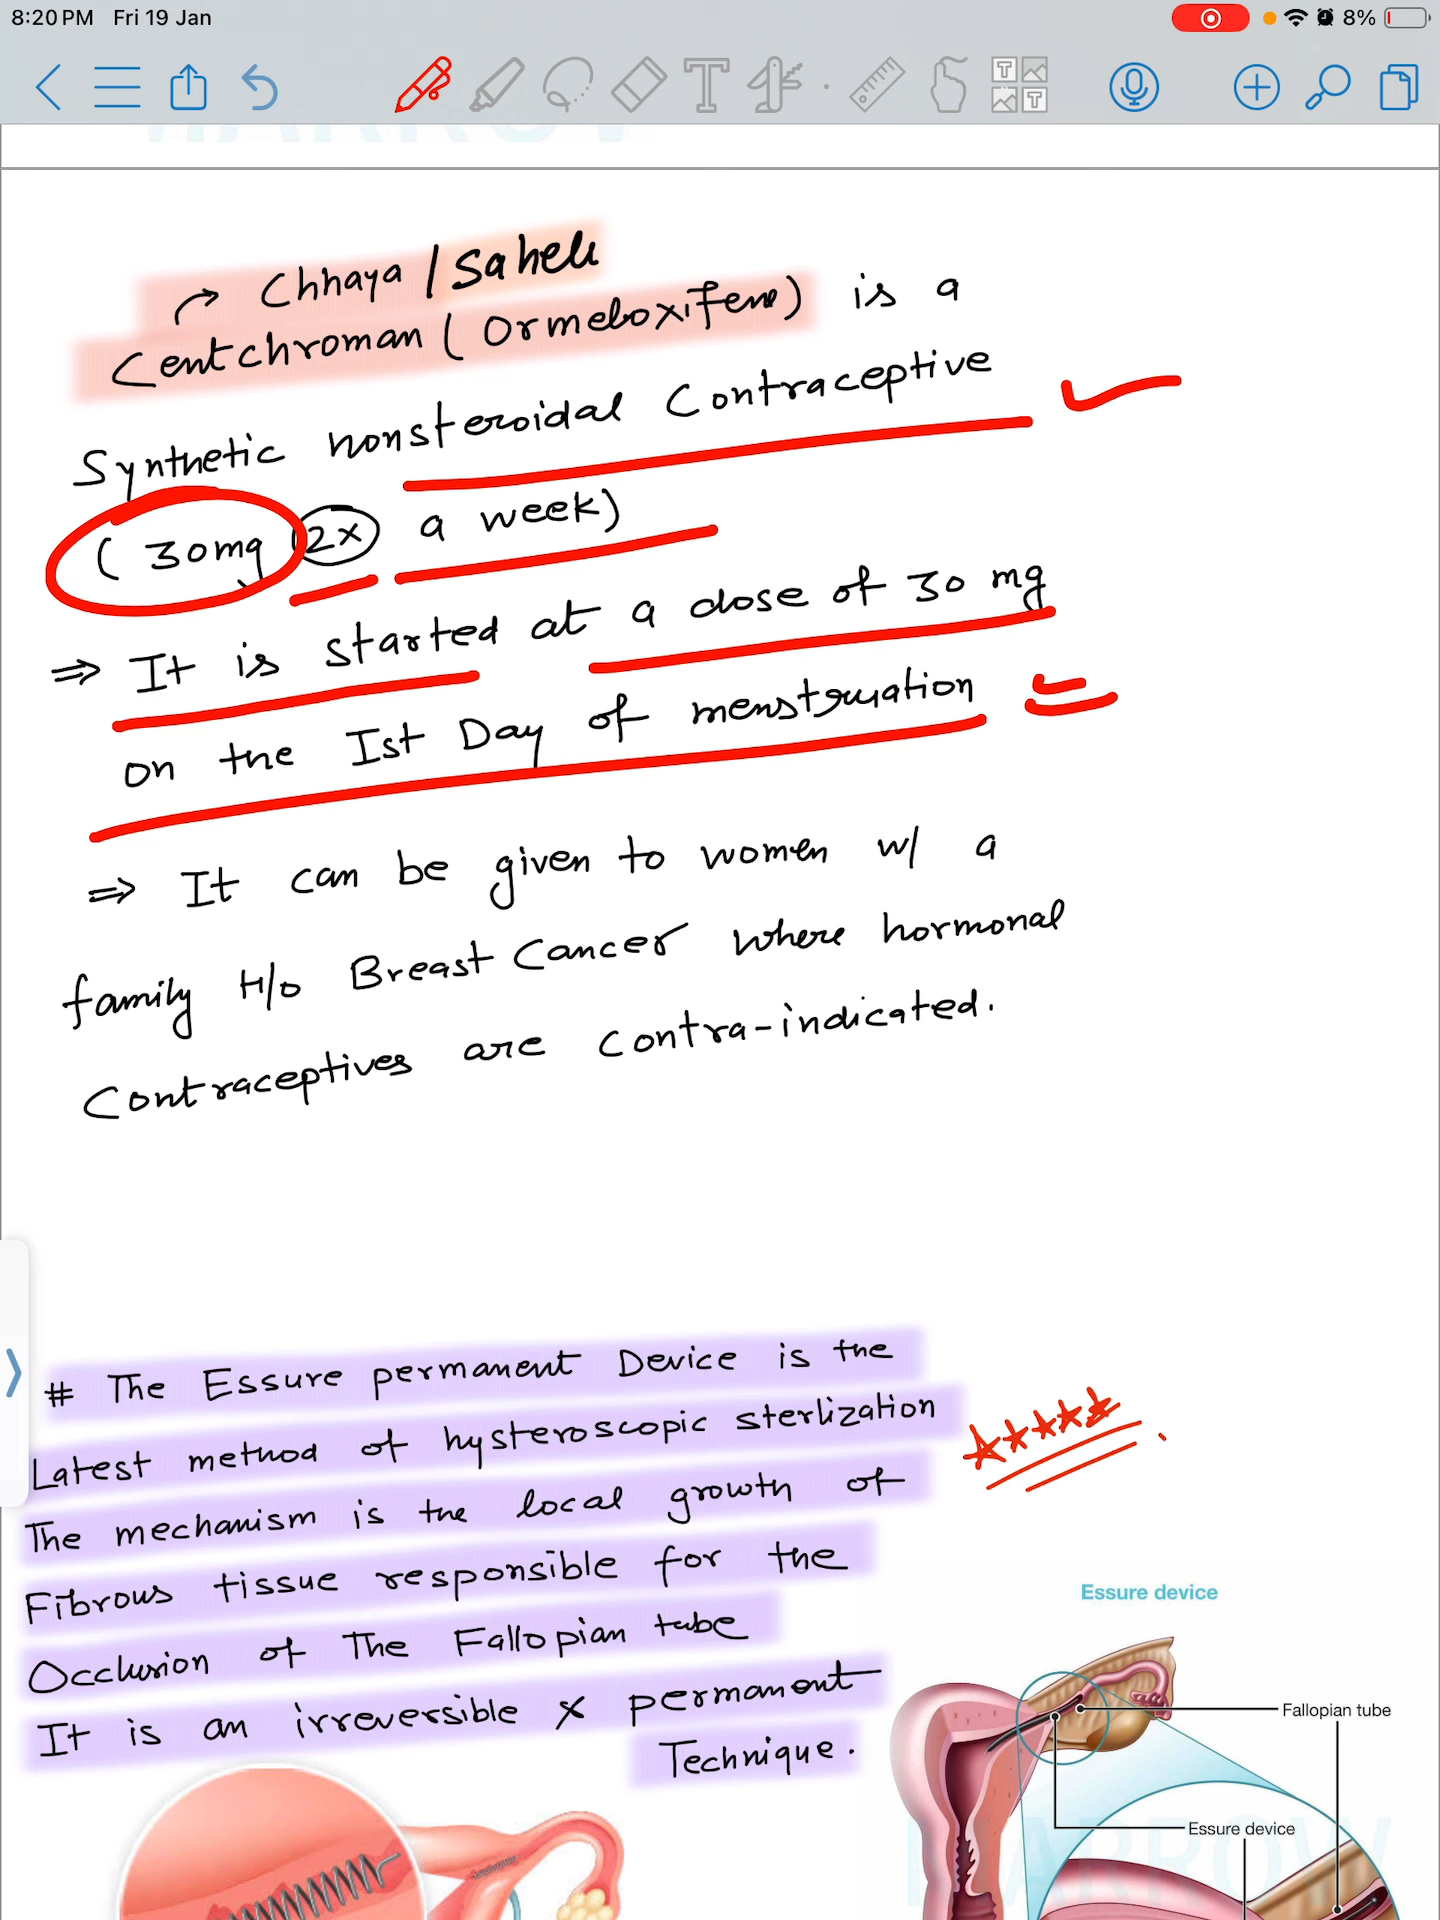 8:20 PM Fri 19 Jan
8%
Chhaya / Saheli
Centchroman (Ormeloxifene) is a
Synthetic nonsteroidal Contraceptive
(30mg 2x a week)
⇒ It is started at a dose of 30 mg
on the Ist Day of menstruation
⇒ It can be given to women w/ a
family H/o Breast Cancer where hormonal
Contraceptives are contra-indicated.
# The Essure permanent Device is the
Latest method of hysteroscopic sterlization
The mechanism is the local growth of
Fibrous tissue responsible for the
Occlusion of The Fallopian tube
It is an irreversible & permanent
Technique.
Essure device
Fallopian tube
Essure device
MARROW